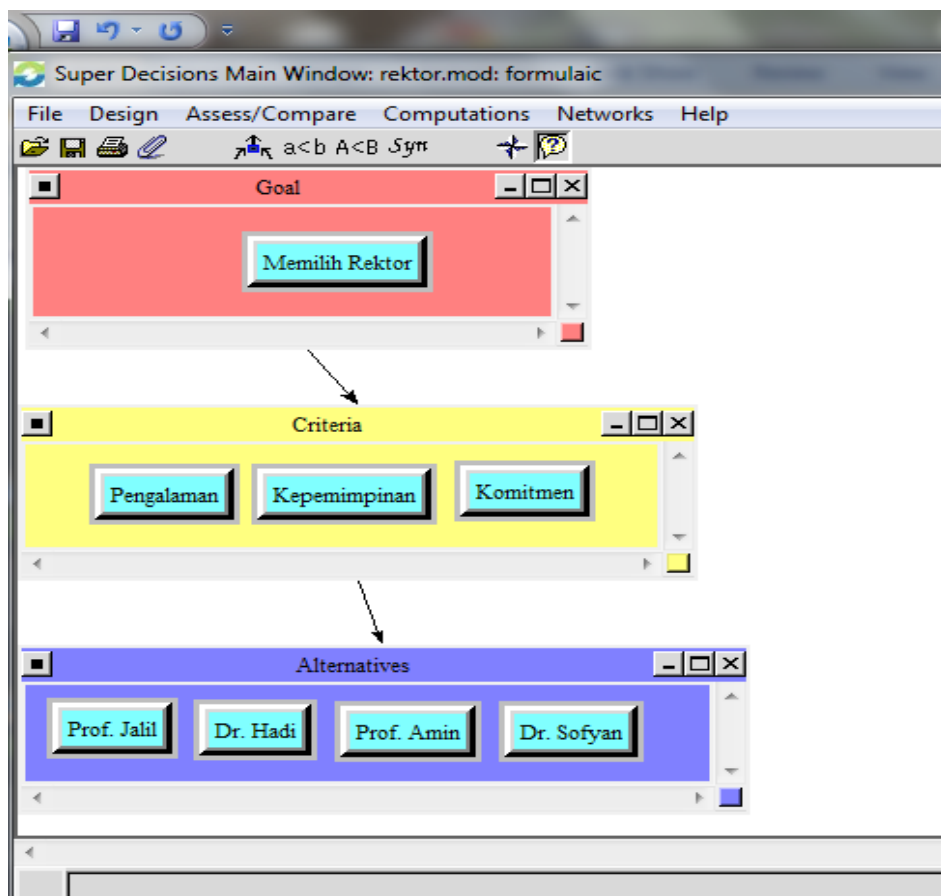 Super Decisions Main Window: rektor.mod: formulaic
File Design Assess/Compare Computations Networks Help
a<b A<B Syn
Goal
Memilih Rektor
Criteria
Pengalaman Kepemimpinan Komitmen
Alternatives
Prof. Jalil Dr. Hadi Prof. Amin Dr. Sofyan